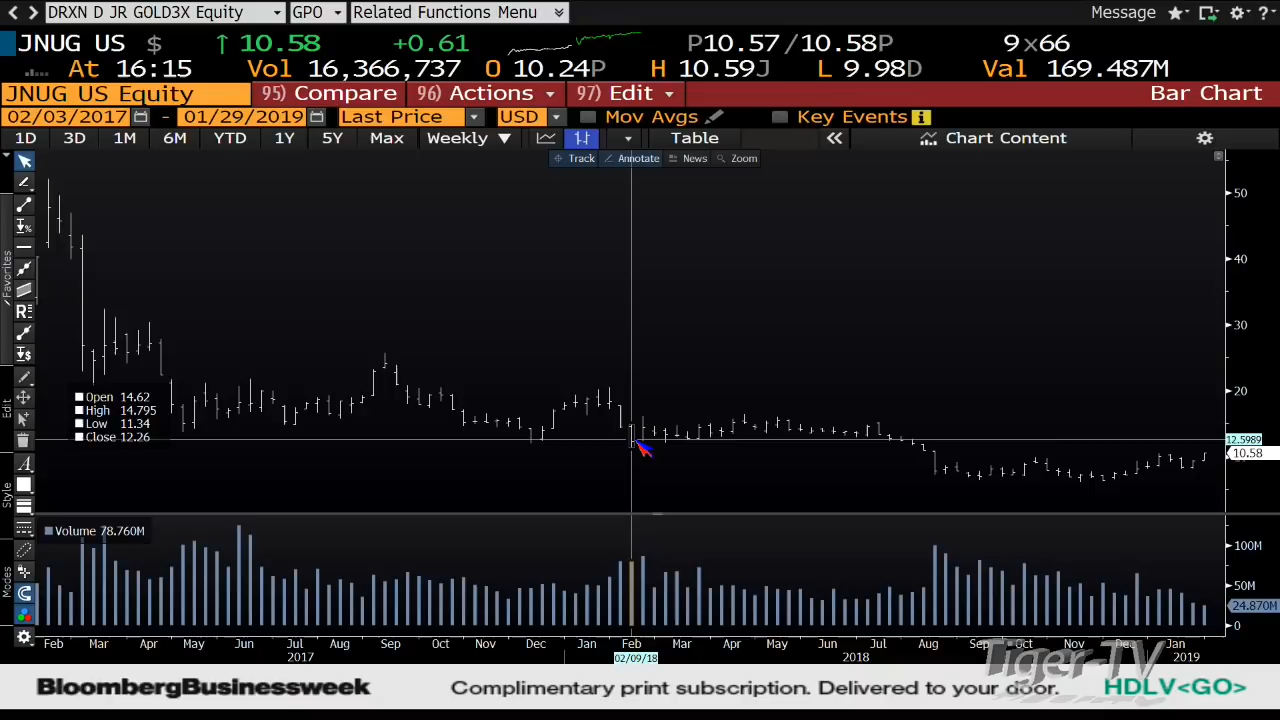 DRXN D JR GOLD3X Equity GPO Related Functions Menu Message
JNUG US $ ↑ 10.58 +0.61 P10.57 /10.58P 9×66
At 16:15 Vol 16,366,737 O 10.24P H 10.59J L 9.98D Val 169.487M
JNUG US Equity 95) Compare 96) Actions 97) Edit Bar Chart
02/03/2017 - 01/29/2019 Last Price USD Mov Avgs Key Events
1D 3D 1M 6M YTD 1Y 5Y Max Weekly ▼ Table « Chart Content
Track Annotate News Zoom
50
40
30
20
Open 14.62
High 14.795
Low 11.34
Close 12.26
12.5989
10.58
Favorites
Edit
Style
Modes
Volume 78.760M
100M
50M
24.870M
0
Feb Mar Apr May Jun Jul Aug Sep Oct Nov Dec Jan Feb Mar Apr May Jun Jul Aug Sep Oct Nov Dec Jan
2017 02/09/18 2018 2019
Tiger-TV
BloombergBusinessweek Complimentary print subscription. Delivered to your door. HDLV<GO>